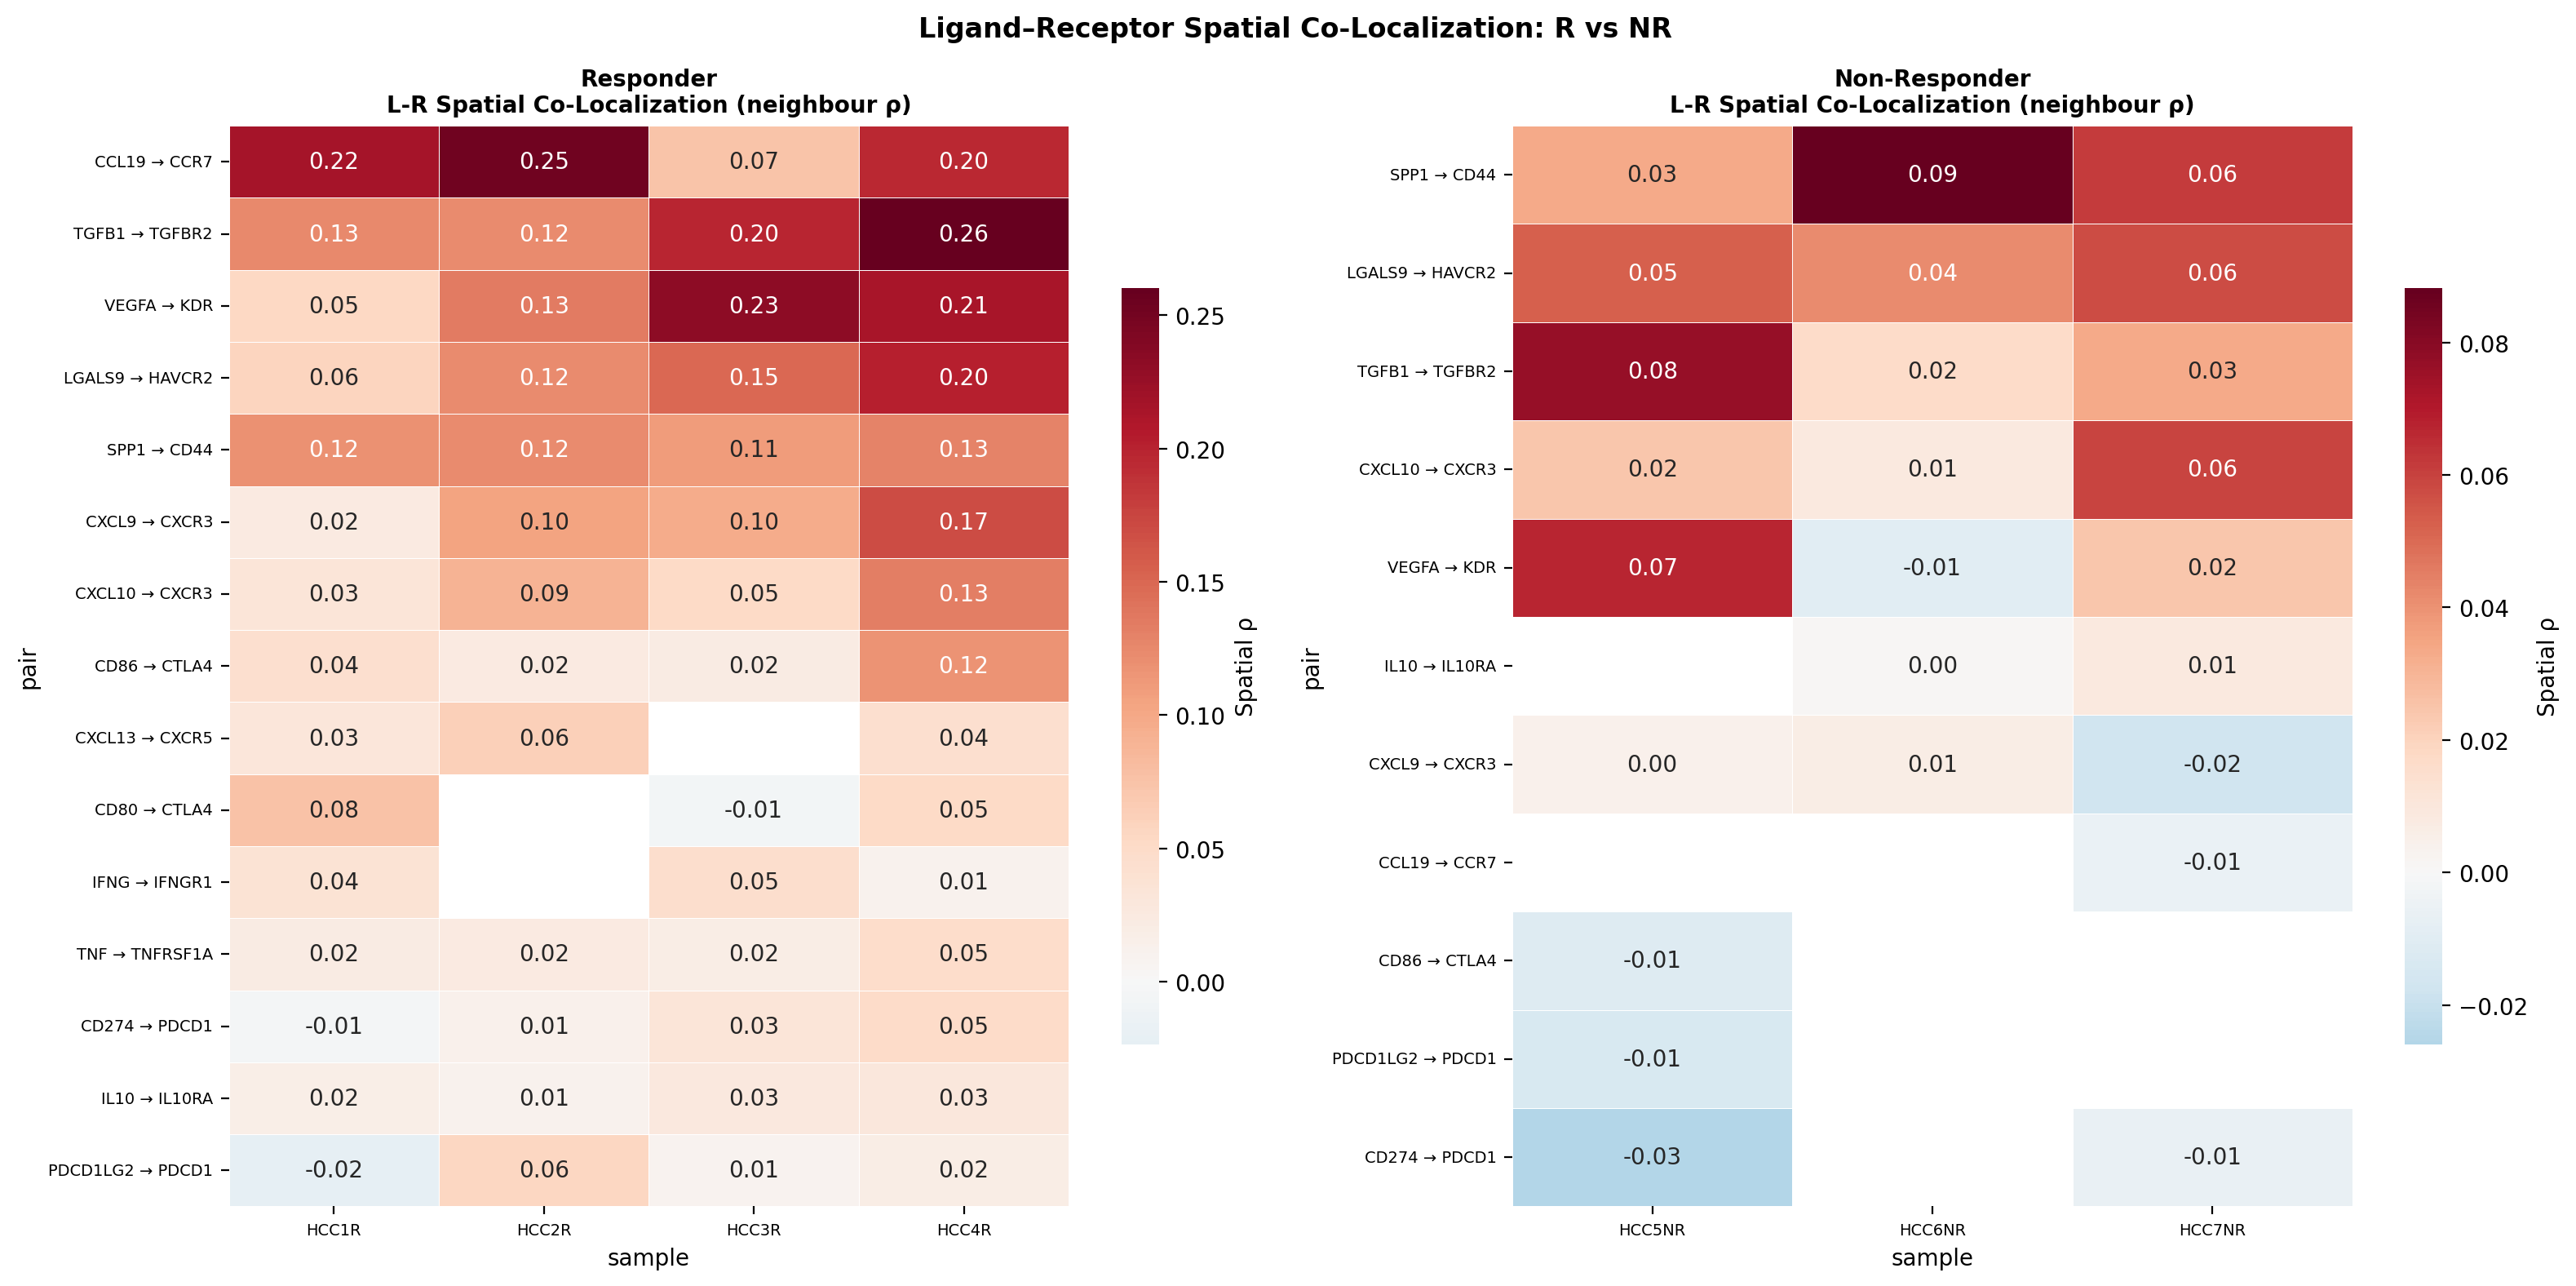 Ligand–Receptor Spatial Co-Localization: R vs NR
Responder
L-R Spatial Co-Localization (neighbour ρ)
pair
CCL19 → CCR7 0.22 0.25 0.07 0.20
TGFB1 → TGFBR2 0.13 0.12 0.20 0.26
VEGFA → KDR 0.05 0.13 0.23 0.21
LGALS9 → HAVCR2 0.06 0.12 0.15 0.20
SPP1 → CD44 0.12 0.12 0.11 0.13
CXCL9 → CXCR3 0.02 0.10 0.10 0.17
CXCL10 → CXCR3 0.03 0.09 0.05 0.13
CD86 → CTLA4 0.04 0.02 0.02 0.12
CXCL13 → CXCR5 0.03 0.06 0.04
CD80 → CTLA4 0.08 -0.01 0.05
IFNG → IFNGR1 0.04 0.05 0.01
TNF → TNFRSF1A 0.02 0.02 0.02 0.05
CD274 → PDCD1 -0.01 0.01 0.03 0.05
IL10 → IL10RA 0.02 0.01 0.03 0.03
PDCD1LG2 → PDCD1 -0.02 0.06 0.01 0.02
HCC1R HCC2R HCC3R HCC4R
sample
0.25
0.20
0.15
0.10
0.05
0.00
Spatial ρ
Non-Responder
L-R Spatial Co-Localization (neighbour ρ)
pair
SPP1 → CD44 0.03 0.09 0.06
LGALS9 → HAVCR2 0.05 0.04 0.06
TGFB1 → TGFBR2 0.08 0.02 0.03
CXCL10 → CXCR3 0.02 0.01 0.06
VEGFA → KDR 0.07 -0.01 0.02
IL10 → IL10RA 0.00 0.01
CXCL9 → CXCR3 0.00 0.01 -0.02
CCL19 → CCR7 -0.01
CD86 → CTLA4 -0.01
PDCD1LG2 → PDCD1 -0.01
CD274 → PDCD1 -0.03 -0.01
HCC5NR HCC6NR HCC7NR
sample
0.08
0.06
0.04
0.02
0.00
−0.02
Spatial ρ